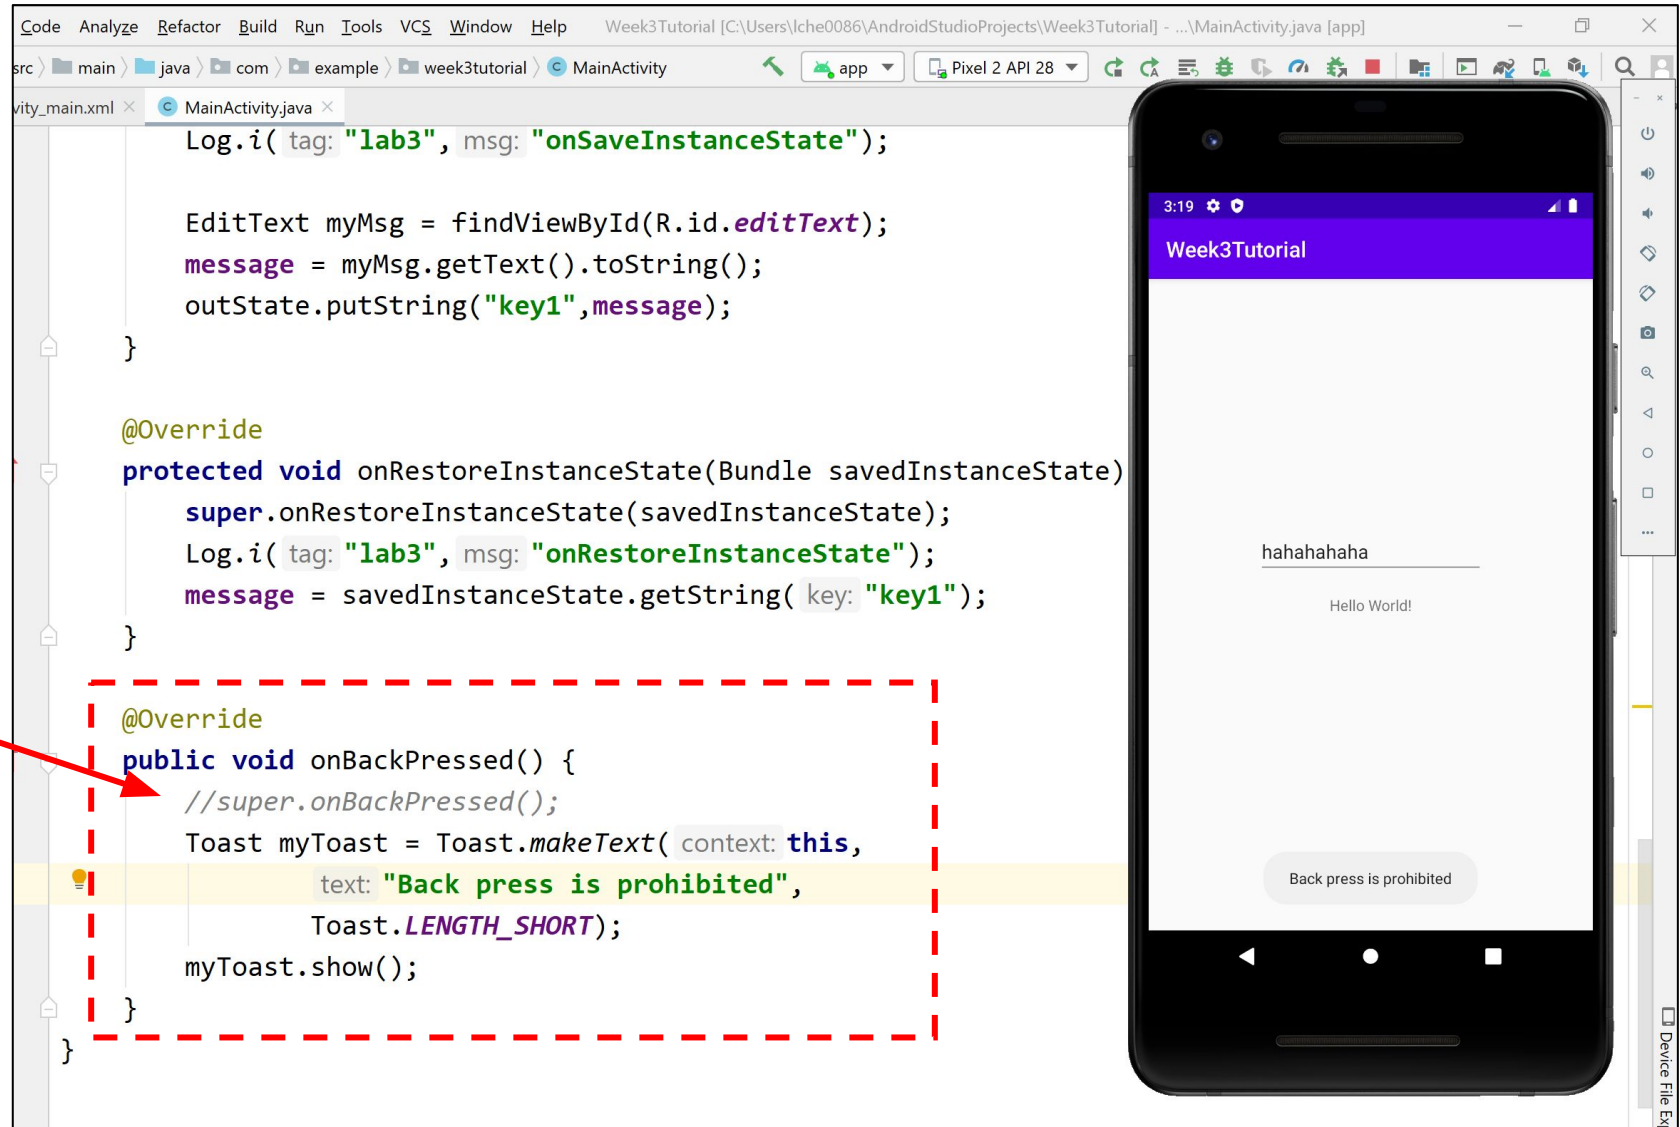 Code Analyze Refactor Build Run Tools VCS Window Help Week3Tutorial [C:\Users\lche0086\AndroidStudioProjects\Week3Tutorial] - ...\MainActivity.java [app]
src main java com example week3tutorial MainActivity app Pixel 2 API 28
vity_main.xml MainActivity.java
Log.i( tag: "lab3", msg: "onSaveInstanceState");
EditText myMsg = findViewById(R.id.editText);
message = myMsg.getText().toString();
outState.putString("key1",message);
}
@Override
protected void onRestoreInstanceState(Bundle savedInstanceState)
super.onRestoreInstanceState(savedInstanceState);
Log.i( tag: "lab3", msg: "onRestoreInstanceState");
message = savedInstanceState.getString( key: "key1");
}
@Override
public void onBackPressed() {
//super.onBackPressed();
Toast myToast = Toast.makeText( context: this,
text: "Back press is prohibited",
Toast.LENGTH_SHORT);
myToast.show();
}
}
3:19
Week3Tutorial
hahahahaha
Hello World!
Back press is prohibited
Device File Exp